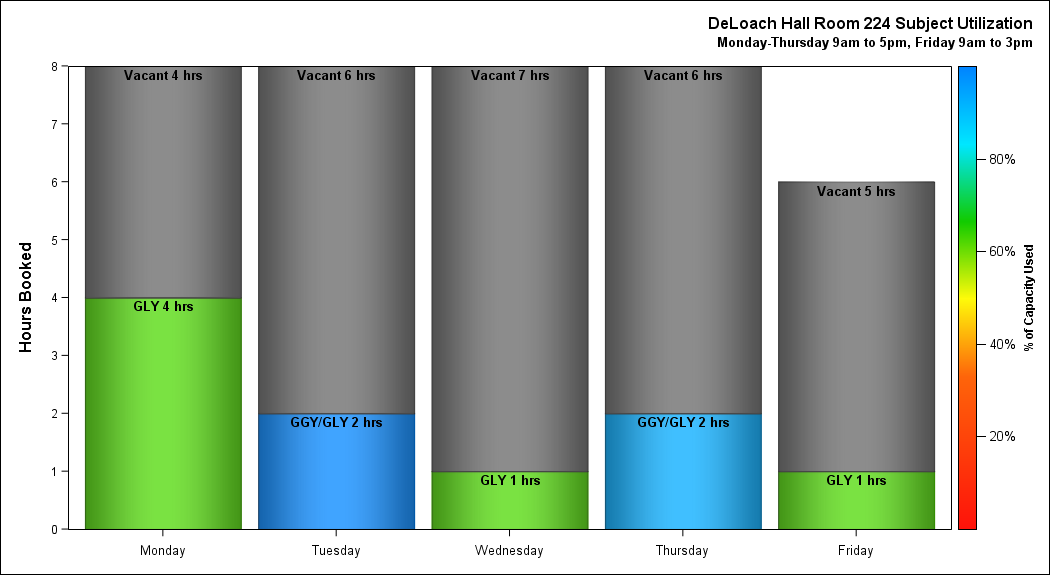 DeLoach Hall Room 224 Subject Utilization
Monday-Thursday 9am to 5pm, Friday 9am to 3pm
Hours Booked
8
7
6
5
4
3
2
1
0
Vacant 4 hrs
GLY 4 hrs
Vacant 6 hrs
GGY/GLY 2 hrs
Vacant 7 hrs
GLY 1 hrs
Vacant 6 hrs
GGY/GLY 2 hrs
Vacant 5 hrs
GLY 1 hrs
Monday
Tuesday
Wednesday
Thursday
Friday
80%
60%
40%
20%
% of Capacity Used